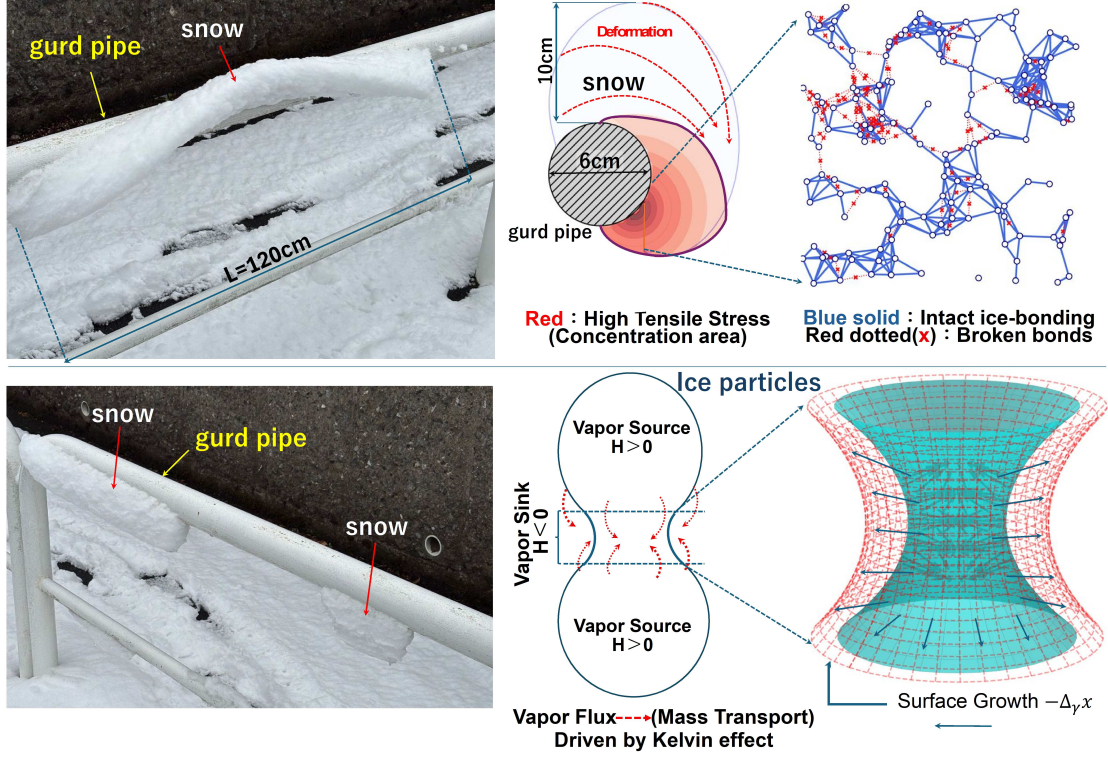 snow
gurd pipe
L=120cm
10cm
Deformation
snow
6cm
gurd pipe
Red：High Tensile Stress
(Concentration area)
Blue solid：Intact ice-bonding
Red dotted(x)：Broken bonds
snow
gurd pipe
snow
Ice particles
Vapor Source
H＞0
Vapor Sink
H＜0
Vapor Source
H＞0
Vapor Flux (Mass Transport)
Driven by Kelvin effect
Surface Growth −Δγx